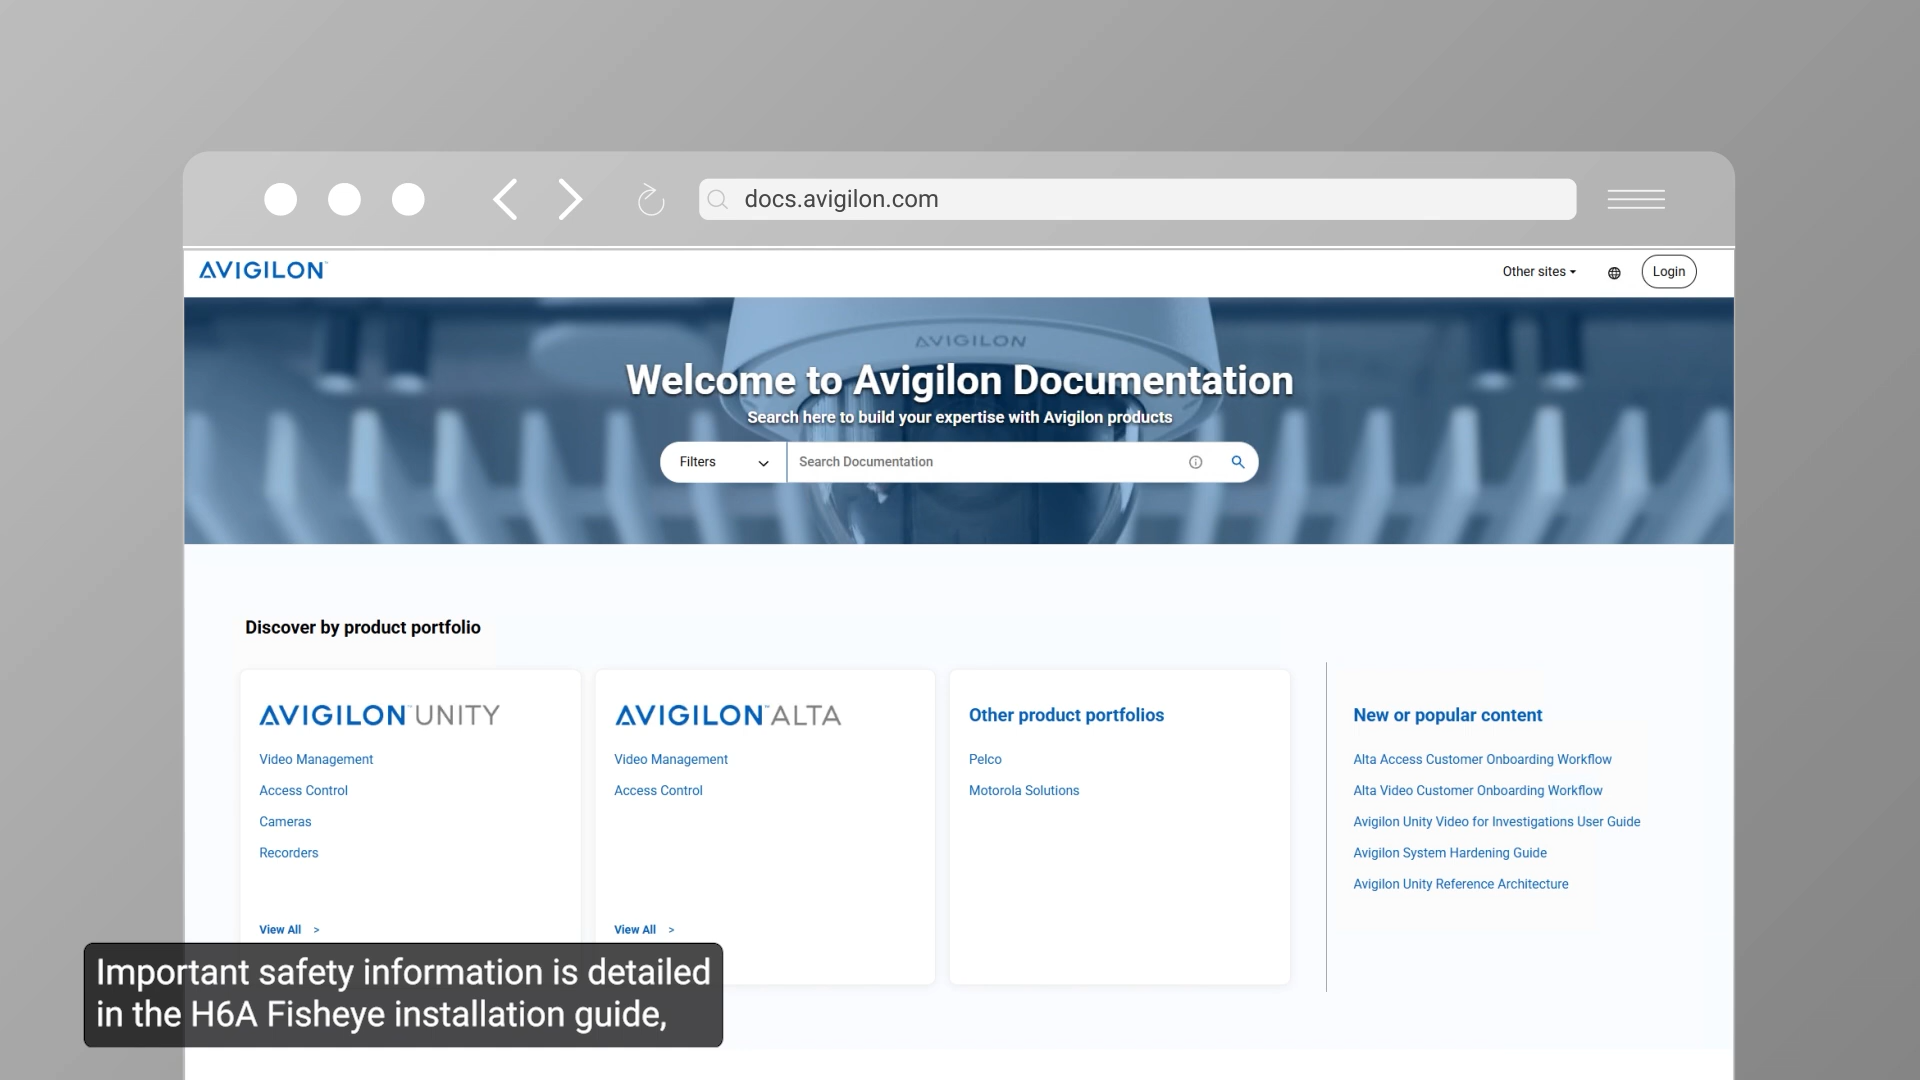 docs.avigilon.com
AVIGILON™
Other sites
Login
AVIGILON
Welcome to Avigilon Documentation
Search here to build your expertise with Avigilon products
Filters
Search Documentation
Discover by product portfolio
AVIGILON™ UNITY
Video Management
Access Control
Cameras
Recorders
View All >
AVIGILON™ ALTA
Video Management
Access Control
View All >
Other product portfolios
Pelco
Motorola Solutions
New or popular content
Alta Access Customer Onboarding Workflow
Alta Video Customer Onboarding Workflow
Avigilon Unity Video for Investigations User Guide
Avigilon System Hardening Guide
Avigilon Unity Reference Architecture
Important safety information is detailed
in the H6A Fisheye installation guide,